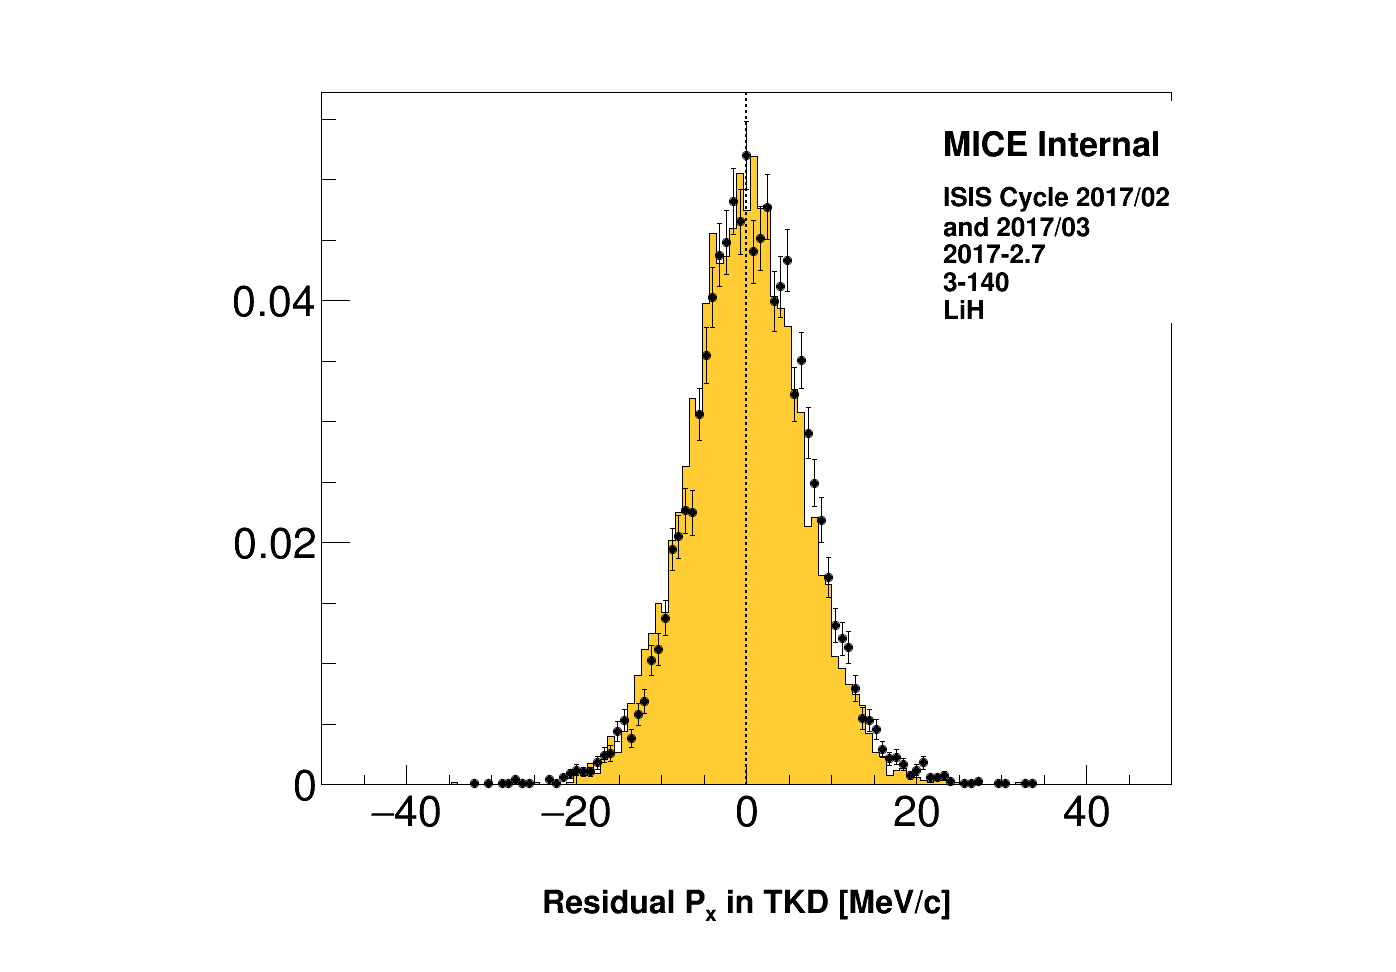 MICE Internal
ISIS Cycle 2017/02
and 2017/03
2017-2.7
3-140
LiH
0.04
0.02
0
−40 −20 0 20 40
Residual Px in TKD [MeV/c]